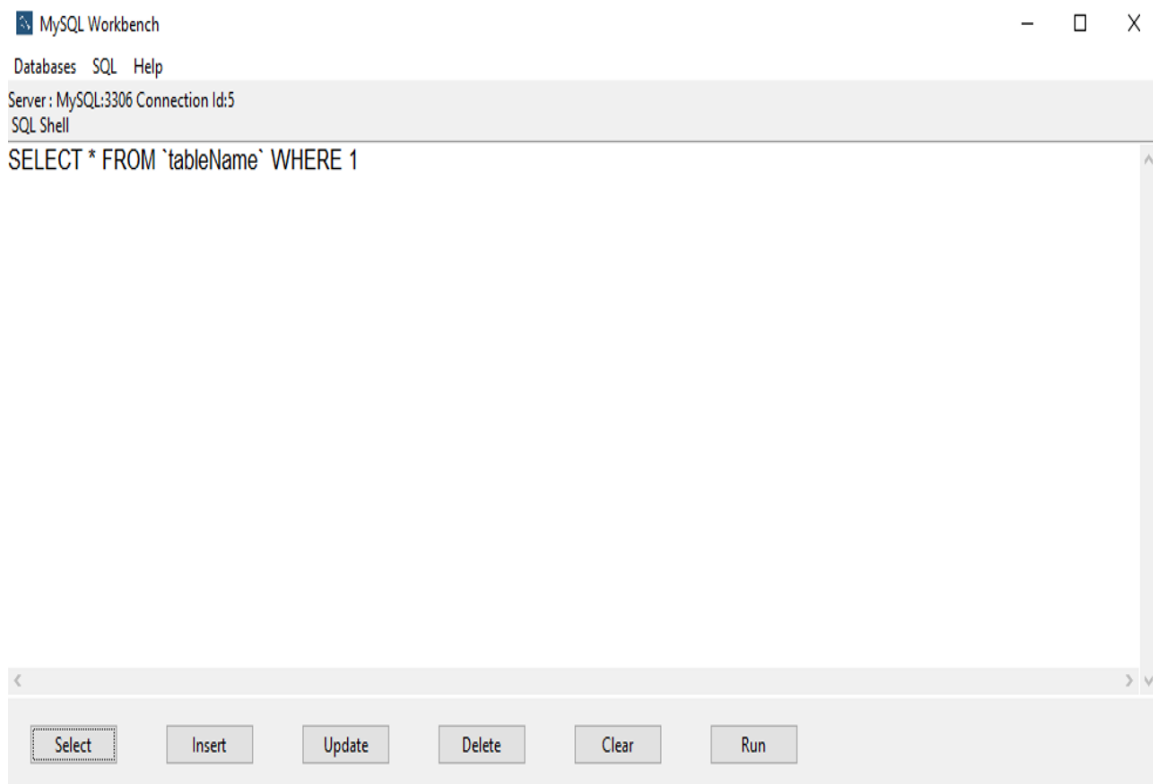 MySQL Workbench
Databases SQL Help
Server : MySQL:3306 Connection Id:5
SQL Shell
SELECT * FROM `tableName` WHERE 1
Select Insert Update Delete Clear Run